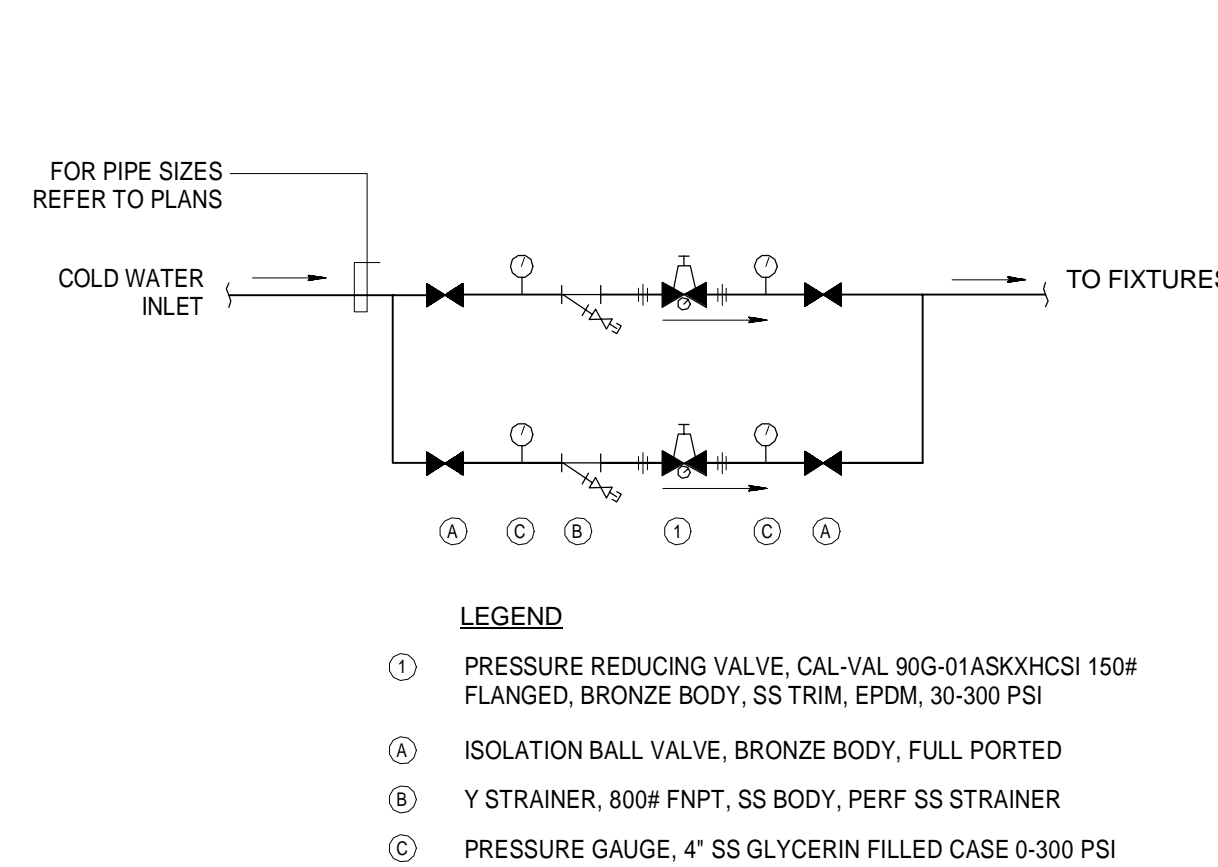 FOR PIPE SIZES
REFER TO PLANS
COLD WATER
INLET
TO FIXTURES
A
C
B
1
C
A
LEGEND
1 PRESSURE REDUCING VALVE, CAL-VAL 90G-01ASKXHCSI 150#
FLANGED, BRONZE BODY, SS TRIM, EPDM, 30-300 PSI
A ISOLATION BALL VALVE, BRONZE BODY, FULL PORTED
B Y STRAINER, 800# FNPT, SS BODY, PERF SS STRAINER
C PRESSURE GAUGE, 4" SS GLYCERIN FILLED CASE 0-300 PSI